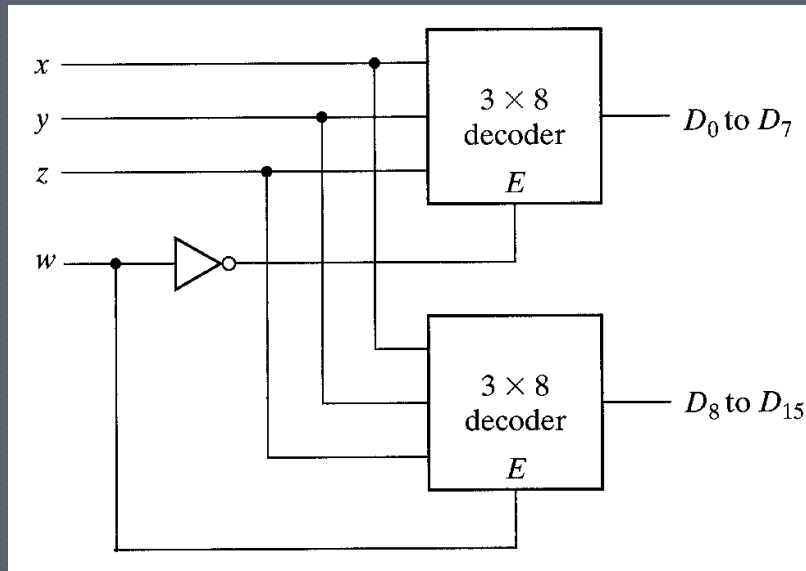 x
y
z
w
3 × 8
decoder
E
D₀ to D₇
3 × 8
decoder
E
D₈ to D₁₅